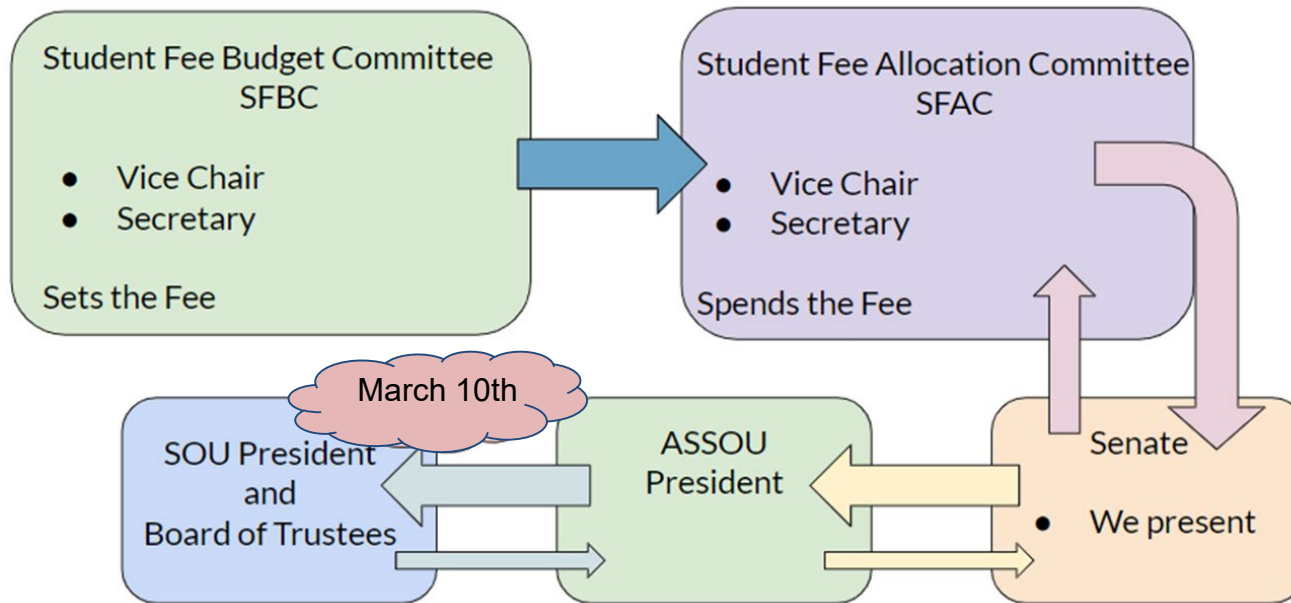 Student Fee Budget Committee
SFBC
● Vice Chair
● Secretary
Sets the Fee
Student Fee Allocation Committee
SFAC
● Vice Chair
● Secretary
Spends the Fee
March 10th
SOU President
and
Board of Trustees
ASSOU
President
Senate
● We present